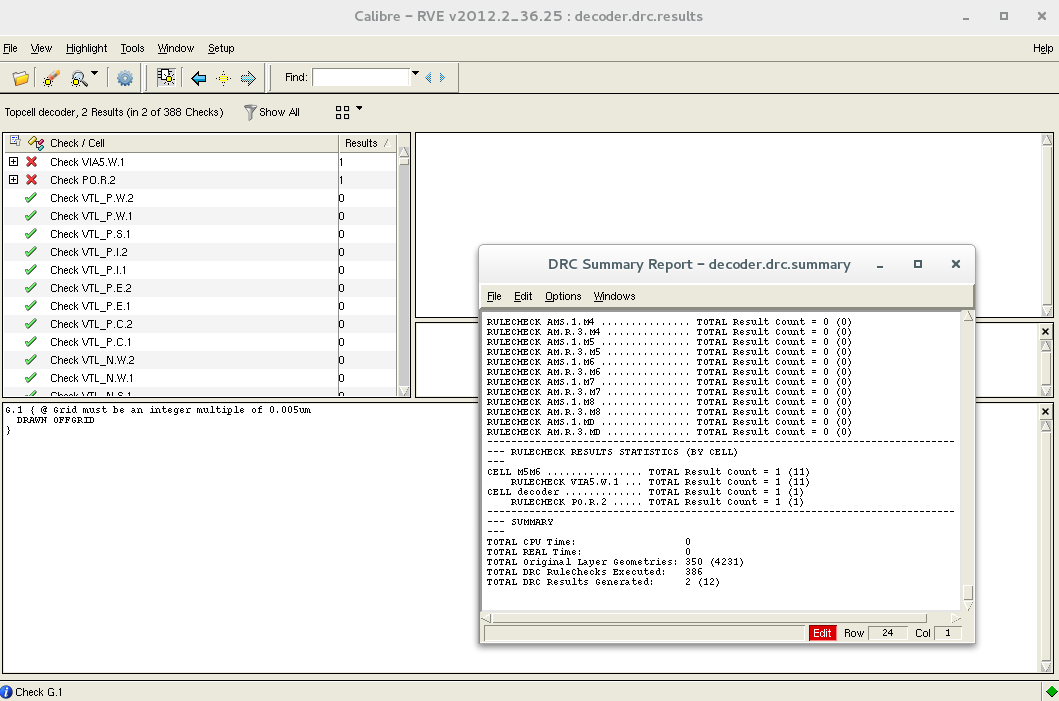 Calibre - RVE v2012.2_36.25 : decoder.drc.results
File View Highlight Tools Window Setup Help
Find:
Topcell decoder, 2 Results (in 2 of 388 Checks) Show All
Check / Cell Results
Check VIA5.W.1 1
Check PO.R.2 1
Check VTL_P.W.2 0
Check VTL_P.W.1 0
Check VTL_P.S.1 0
Check VTL_P.I.2 0
Check VTL_P.I.1 0
Check VTL_P.E.2 0
Check VTL_P.E.1 0
Check VTL_P.C.2 0
Check VTL_P.C.1 0
Check VTL_N.W.2 0
Check VTL_N.W.1 0
Check VTL_N.S.1 0
G.1 { @ Grid must be an integer multiple of 0.005um
DRAWN OFFGRID
}
DRC Summary Report - decoder.drc.summary
File Edit Options Windows
RULECHECK AMS.1.M4 ............... TOTAL Result Count = 0 (0)
RULECHECK AM.R.3.M4 .............. TOTAL Result Count = 0 (0)
RULECHECK AMS.1.M5 ............... TOTAL Result Count = 0 (0)
RULECHECK AM.R.3.M5 .............. TOTAL Result Count = 0 (0)
RULECHECK AMS.1.M6 ............... TOTAL Result Count = 0 (0)
RULECHECK AM.R.3.M6 .............. TOTAL Result Count = 0 (0)
RULECHECK AMS.1.M7 ............... TOTAL Result Count = 0 (0)
RULECHECK AM.R.3.M7 .............. TOTAL Result Count = 0 (0)
RULECHECK AMS.1.M8 ............... TOTAL Result Count = 0 (0)
RULECHECK AM.R.3.M8 .............. TOTAL Result Count = 0 (0)
RULECHECK AMS.1.MD ............... TOTAL Result Count = 0 (0)
RULECHECK AM.R.3.MD .............. TOTAL Result Count = 0 (0)
------------------------------------------------------------------------------
--- RULECHECK RESULTS STATISTICS (BY CELL)
---
CELL M5M6 ................ TOTAL Result Count = 1 (11)
RULECHECK VIA5.W.1 ... TOTAL Result Count = 1 (11)
CELL decoder ............. TOTAL Result Count = 1 (1)
RULECHECK PO.R.2 ..... TOTAL Result Count = 1 (1)
------------------------------------------------------------------------------
--- SUMMARY
---
TOTAL CPU Time: 0
TOTAL REAL Time: 0
TOTAL Original Layer Geometries: 350 (4231)
TOTAL DRC RuleChecks Executed: 386
TOTAL DRC Results Generated: 2 (12)
Edit Row 24 Col 1
Check G.1